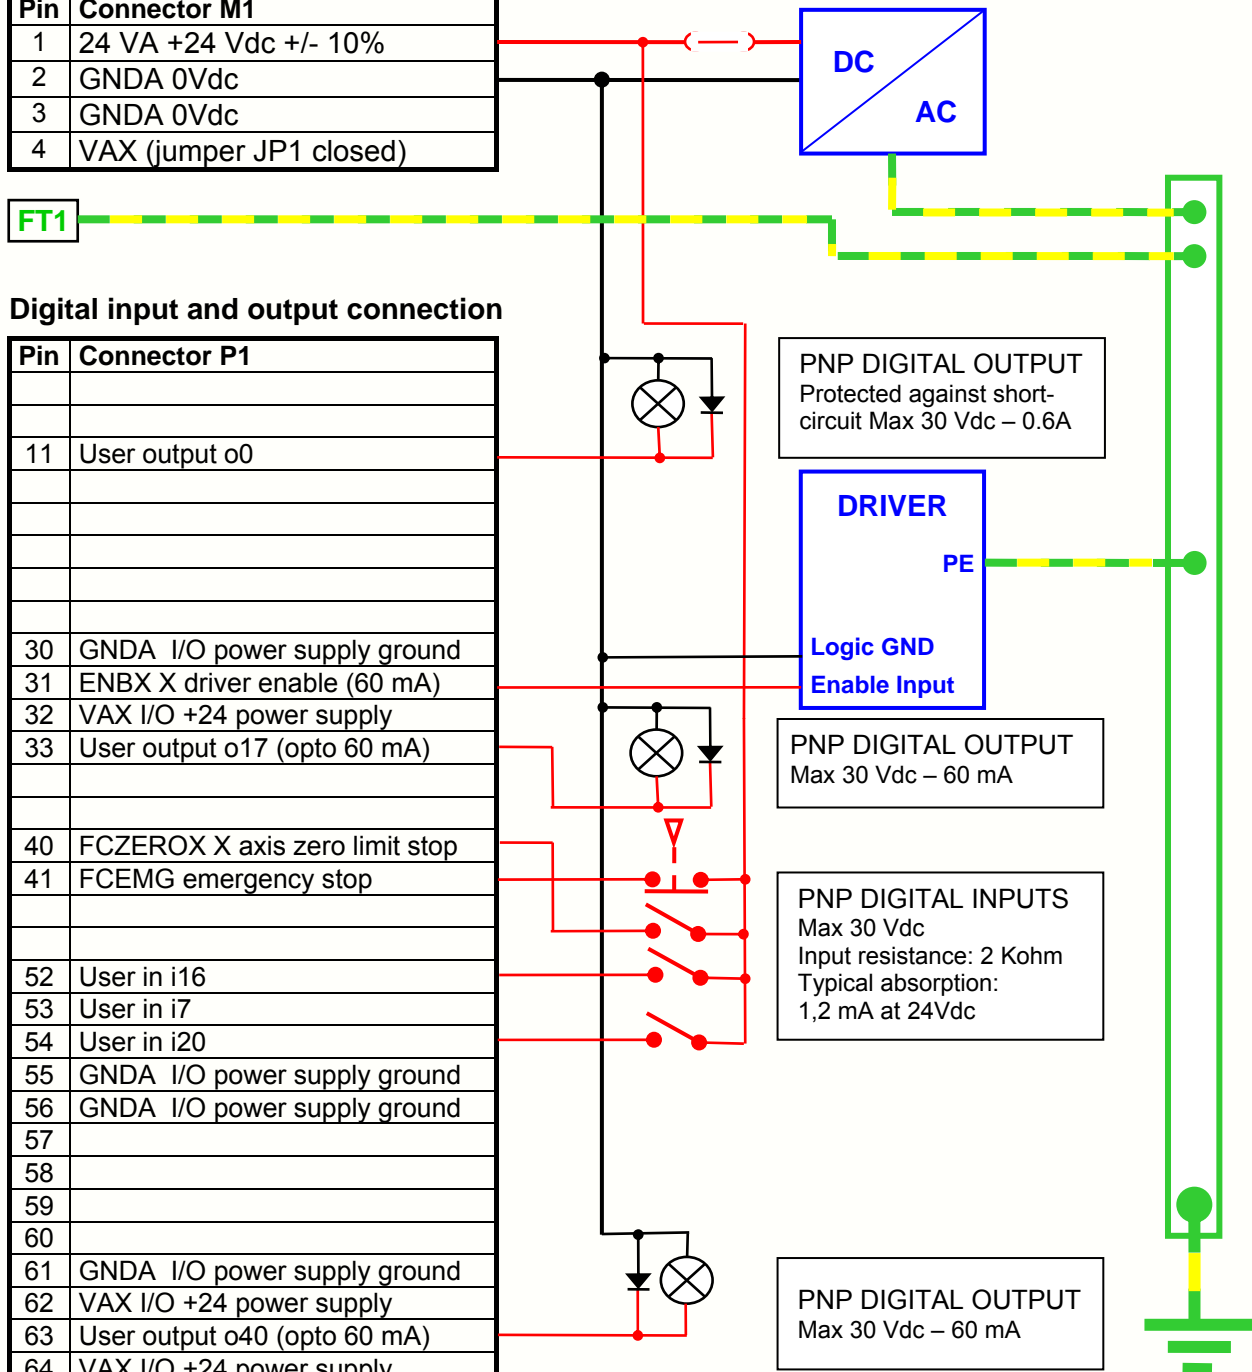 Pin Connector M1
1 24 VA +24 Vdc +/- 10%
2 GNDA 0Vdc
3 GNDA 0Vdc
4 VAX (jumper JP1 closed)
DC
AC
FT1
Digital input and output connection
Pin Connector P1
11 User output o0
30 GNDA I/O power supply ground
31 ENBX X driver enable (60 mA)
32 VAX I/O +24 power supply
33 User output o17 (opto 60 mA)
40 FCZEROX X axis zero limit stop
41 FCEMG emergency stop
52 User in i16
53 User in i7
54 User in i20
55 GNDA I/O power supply ground
56 GNDA I/O power supply ground
57
58
59
60
61 GNDA I/O power supply ground
62 VAX I/O +24 power supply
63 User output o40 (opto 60 mA)
64 VAX I/O +24 power supply
PNP DIGITAL OUTPUT
Protected against short-
circuit Max 30 Vdc – 0.6A
DRIVER
PE
Logic GND
Enable Input
PNP DIGITAL OUTPUT
Max 30 Vdc – 60 mA
PNP DIGITAL INPUTS
Max 30 Vdc
Input resistance: 2 Kohm
Typical absorption:
1,2 mA at 24Vdc
PNP DIGITAL OUTPUT
Max 30 Vdc – 60 mA